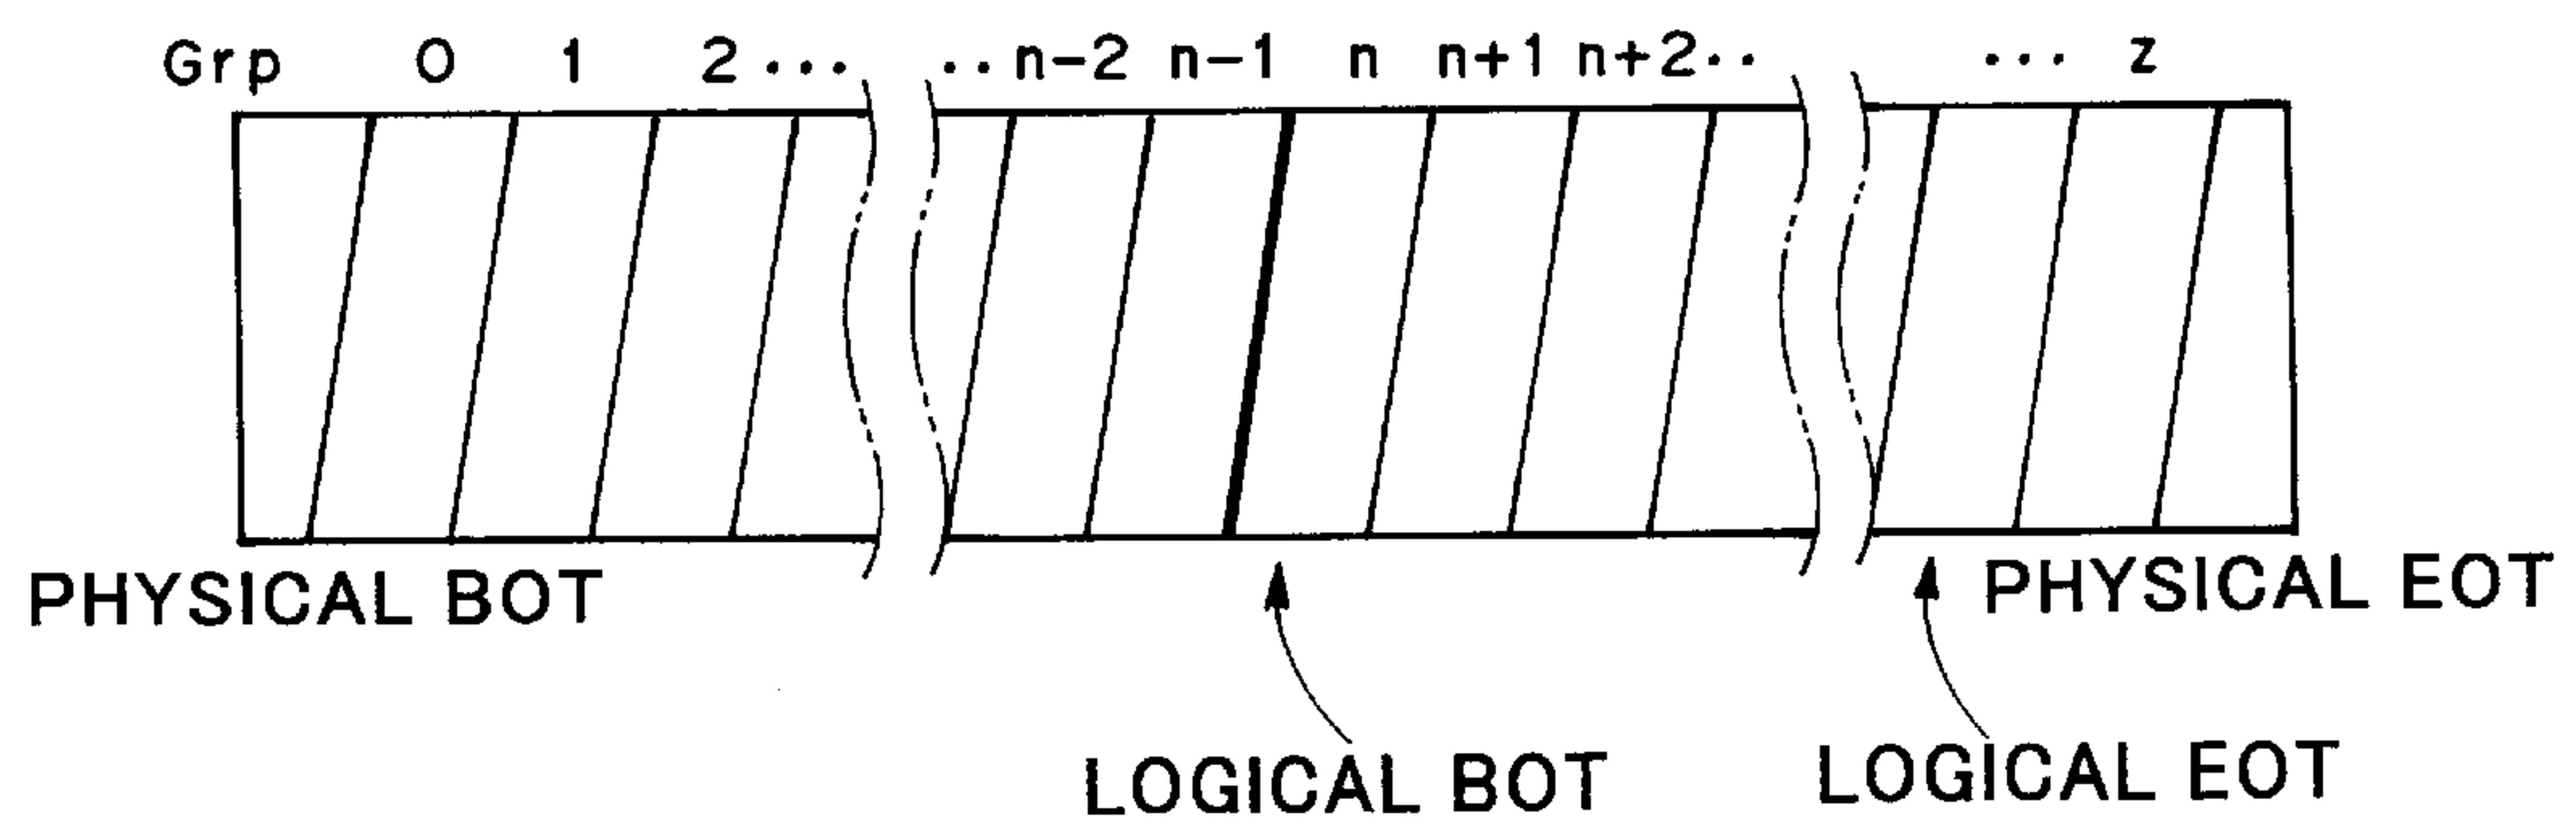 Grp 0 1 2 ... .. n-2 n-1 n n+1 n+2 .. ... z
PHYSICAL BOT PHYSICAL EOT
LOGICAL BOT LOGICAL EOT